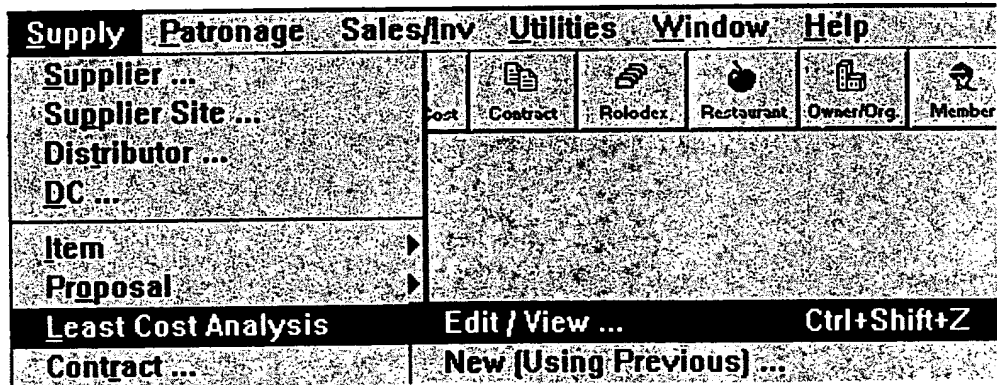 Supply Patronage Sales/Inv Utilities Window Help
Supplier ...
Supplier Site ...
Distributor ...
DC ...
Cost Contract Rolodex Restaurant Owner/Org. Member
Item
Proposal
Least Cost Analysis Edit / View ... Ctrl+Shift+Z
Contract ... New (Using Previous) ...